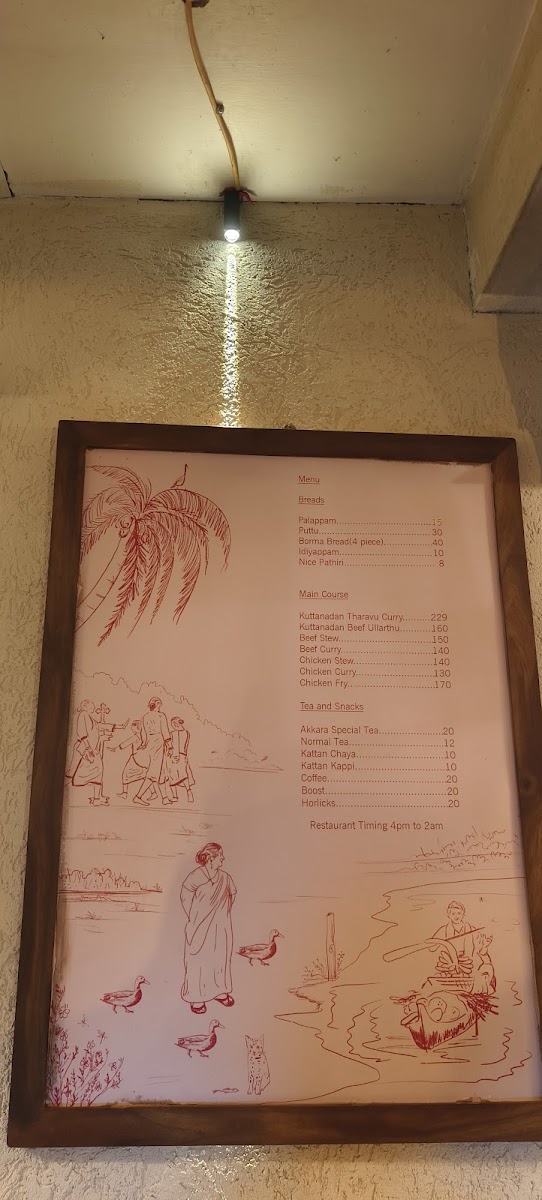 Menu
Breads
Palappam............................15
Puttu.......................................30
Borma Bread(4 piece)..............40
Idiyappam...............................10
Nice Pathiri...............................8
Main Course
Kuttanadan Tharavu Curry.........229
Kuttanadan Beef Ullarthu..........160
Beef Stew...............................150
Beef Curry..............................140
Chicken Stew..........................140
Chicken Curry.........................130
Chicken Fry............................170
Tea and Snacks
Akkara Special Tea....................20
Normal Tea..............................12
Kattan Chaya...........................10
Kattan Kappi............................10
Coffee.....................................20
Boost......................................20
Horlicks...................................20
Restaurant Timing 4pm to 2am